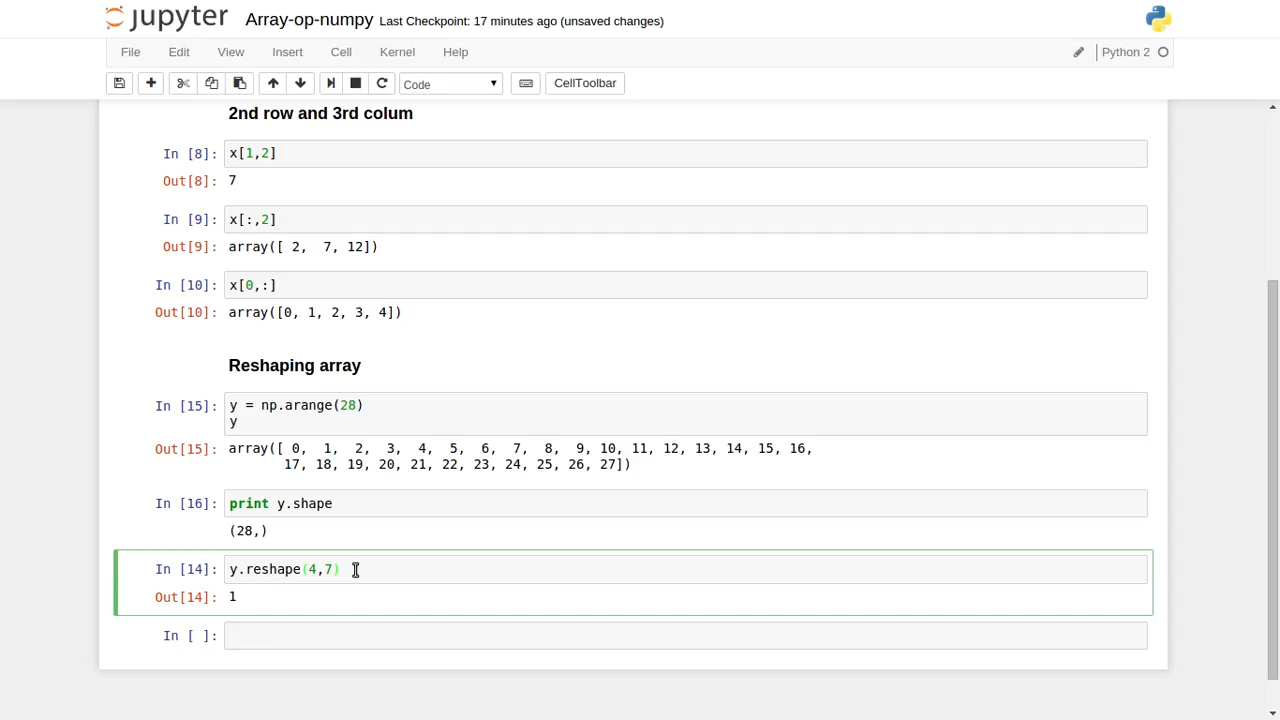 jupyter Array-op-numpy Last Checkpoint: 17 minutes ago (unsaved changes)
File Edit View Insert Cell Kernel Help Python 2
Code CellToolbar
2nd row and 3rd colum
In [8]: x[1,2]
Out[8]: 7
In [9]: x[:,2]
Out[9]: array([ 2,  7, 12])
In [10]: x[0,:]
Out[10]: array([0, 1, 2, 3, 4])
Reshaping array
In [15]: y = np.arange(28)
y
Out[15]: array([ 0,  1,  2,  3,  4,  5,  6,  7,  8,  9, 10, 11, 12, 13, 14, 15, 16,
17, 18, 19, 20, 21, 22, 23, 24, 25, 26, 27])
In [16]: print y.shape
(28,)
In [14]: y.reshape(4,7)
Out[14]: 1
In [ ]: